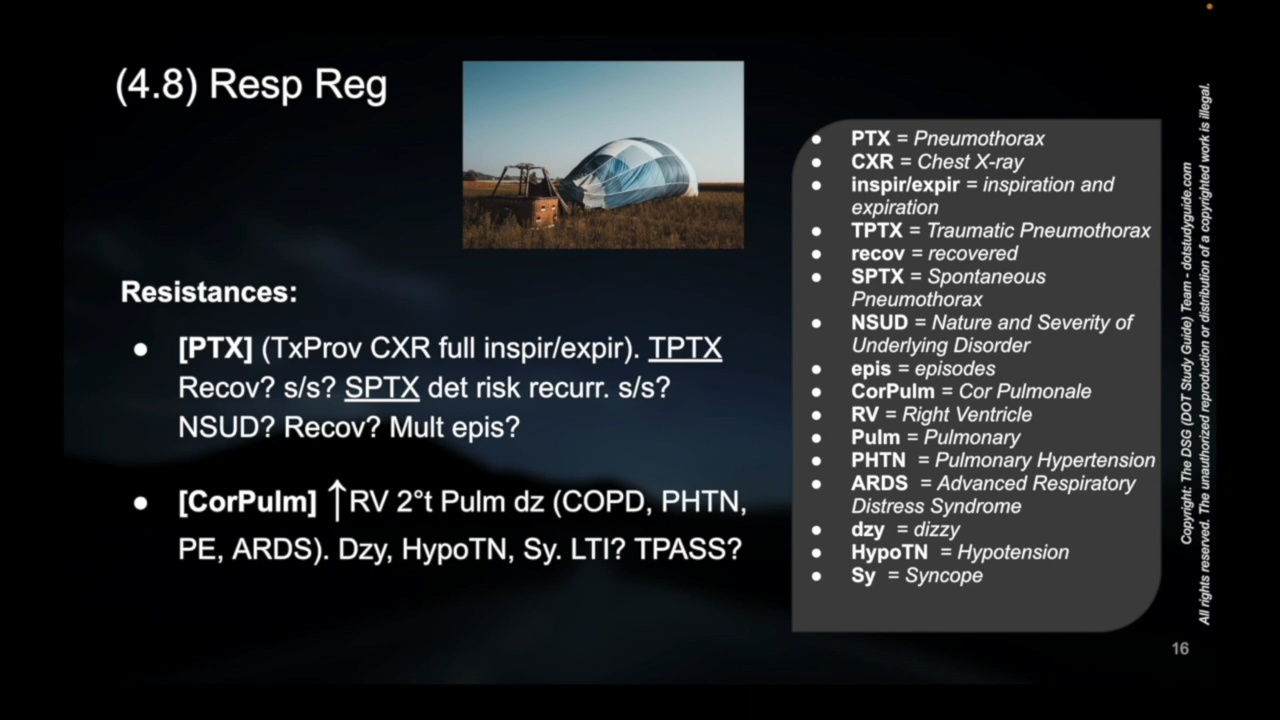 (4.8) Resp Reg
Resistances:
● [PTX] (TxProv CXR full inspir/expir). TPTX
Recov? s/s? SPTX det risk recurr. s/s?
NSUD? Recov? Mult epis?
● [CorPulm] ↑RV 2°t Pulm dz (COPD, PHTN,
PE, ARDS). Dzy, HypoTN, Sy. LTI? TPASS?
● PTX = Pneumothorax
● CXR = Chest X-ray
● inspir/expir = inspiration and
expiration
● TPTX = Traumatic Pneumothorax
● recov = recovered
● SPTX = Spontaneous
Pneumothorax
● NSUD = Nature and Severity of
Underlying Disorder
● epis = episodes
● CorPulm = Cor Pulmonale
● RV = Right Ventricle
● Pulm = Pulmonary
● PHTN = Pulmonary Hypertension
● ARDS = Advanced Respiratory
Distress Syndrome
● dzy = dizzy
● HypoTN = Hypotension
● Sy = Syncope
Copyright: The DSG (DOT Study Guide) Team - dotstudyguide.com
All rights reserved. The unauthorized reproduction or distribution of a copyrighted work is illegal.
16